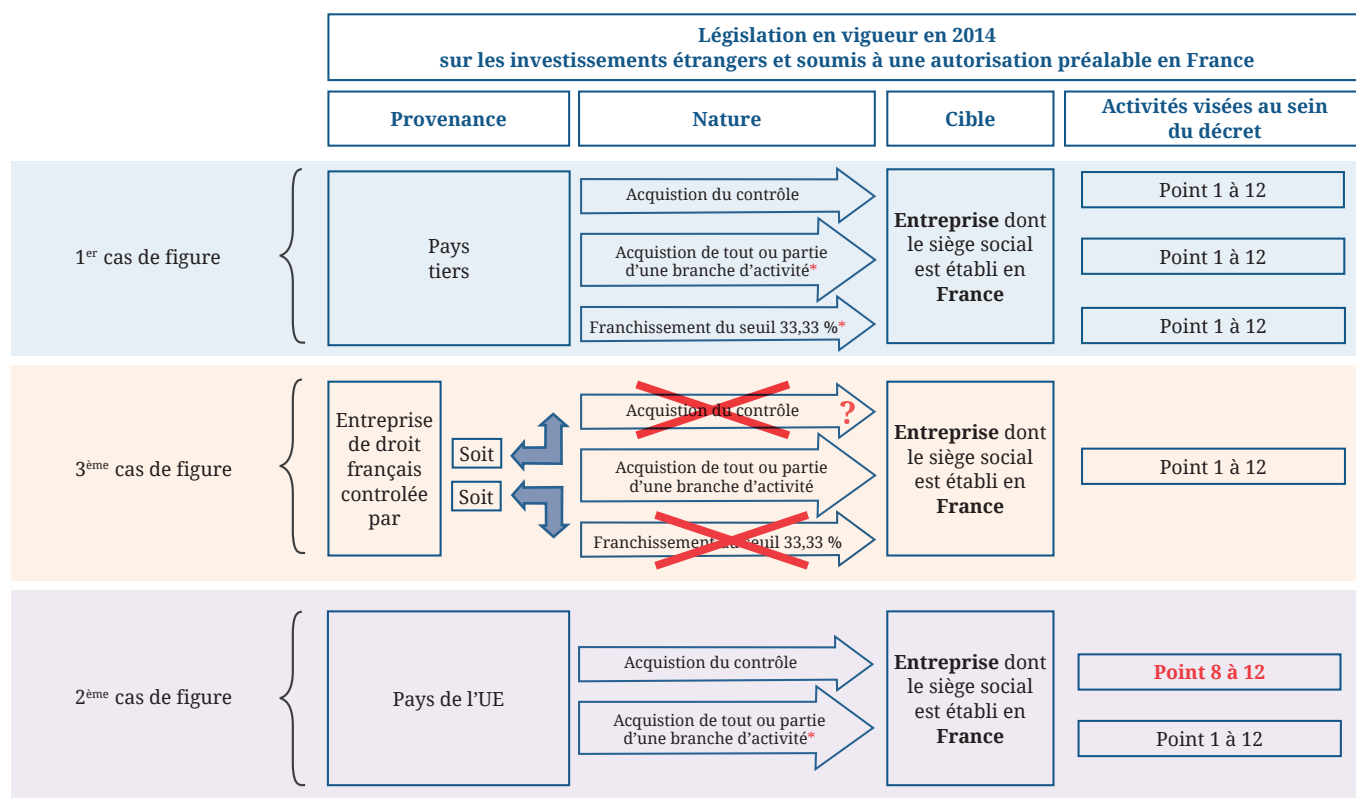 Législation en vigueur en 2014
sur les investissements étrangers et soumis à une autorisation préalable en France
Provenance
Nature
Cible
Activités visées au sein
du décret
1er cas de figure
Pays
tiers
Acquistion du contrôle
Acquistion de tout ou partie
d’une branche d’activité*
Franchissement du seuil 33,33 %*
Entreprise dont
le siège social
est établi en
France
Point 1 à 12
Point 1 à 12
Point 1 à 12
3ème cas de figure
Entreprise
de droit
français
controlée
par
Soit
Soit
Acquistion du contrôle
?
Acquistion de tout ou partie
d’une branche d’activité
Franchissement du seuil 33,33 %
Entreprise dont
le siège social
est établi en
France
Point 1 à 12
2ème cas de figure
Pays de l’UE
Acquistion du contrôle
Acquistion de tout ou partie
d’une branche d’activité*
Entreprise dont
le siège social
est établi en
France
Point 8 à 12
Point 1 à 12